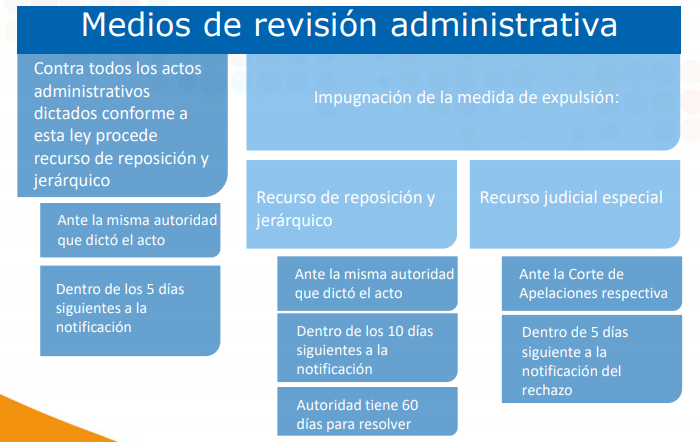 Medios de revisión administrativa
Contra todos los actos
administrativos
dictados conforme a
esta ley procede
recurso de reposición y
jerárquico
Ante la misma autoridad
que dictó el acto
Dentro de los 5 días
siguientes a la
notificación
Impugnación de la medida de expulsión:
Recurso de reposición y
jerárquico
Ante la misma autoridad
que dictó el acto
Dentro de los 10 días
siguientes a la
notificación
Autoridad tiene 60
días para resolver
Recurso judicial especial
Ante la Corte de
Apelaciones respectiva
Dentro de 5 días
siguiente a la
notificación del
rechazo